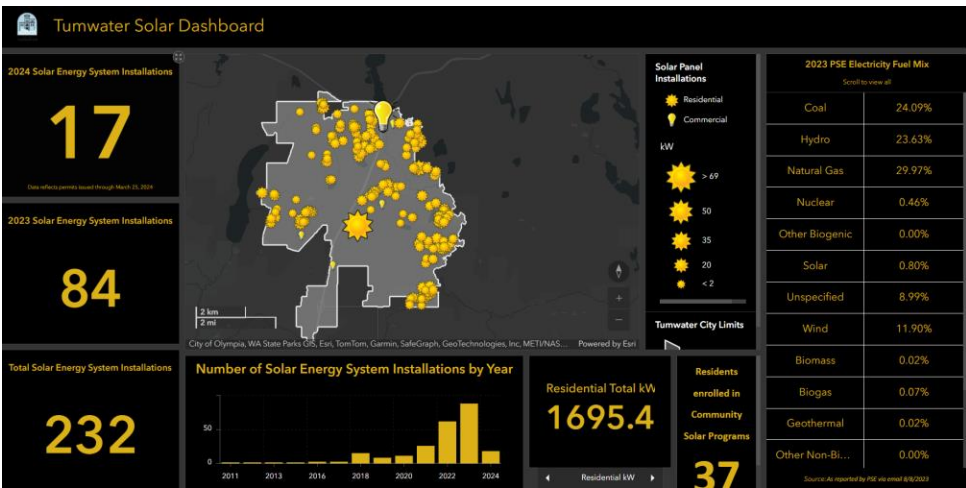 Tumwater Solar Dashboard
2024 Solar Energy System Installations
17
Data reflects permits issued through March 25, 2024
2023 Solar Energy System Installations
84
Total Solar Energy System Installations
232
2 km
2 mi
City of Olympia, WA State Parks GIS, Esri, TomTom, Garmin, SafeGraph, GeoTechnologies, Inc, METI/NAS...
Powered by Esri
Solar Panel
Installations
Residential
Commercial
kW
> 69
50
35
20
< 2
Tumwater City Limits
Number of Solar Energy System Installations by Year
50
0
2011
2013
2016
2018
2020
2022
2024
Residential Total kW
1695.4
Residential kW
Residents
enrolled in
Community
Solar Programs
37
2023 PSE Electricity Fuel Mix
Scroll to view all
Coal 24.09%
Hydro 23.63%
Natural Gas 29.97%
Nuclear 0.46%
Other Biogenic 0.00%
Solar 0.80%
Unspecified 8.99%
Wind 11.90%
Biomass 0.02%
Biogas 0.07%
Geothermal 0.02%
Other Non-Bi... 0.00%
Source: As reported by PSE via email 8/8/2023